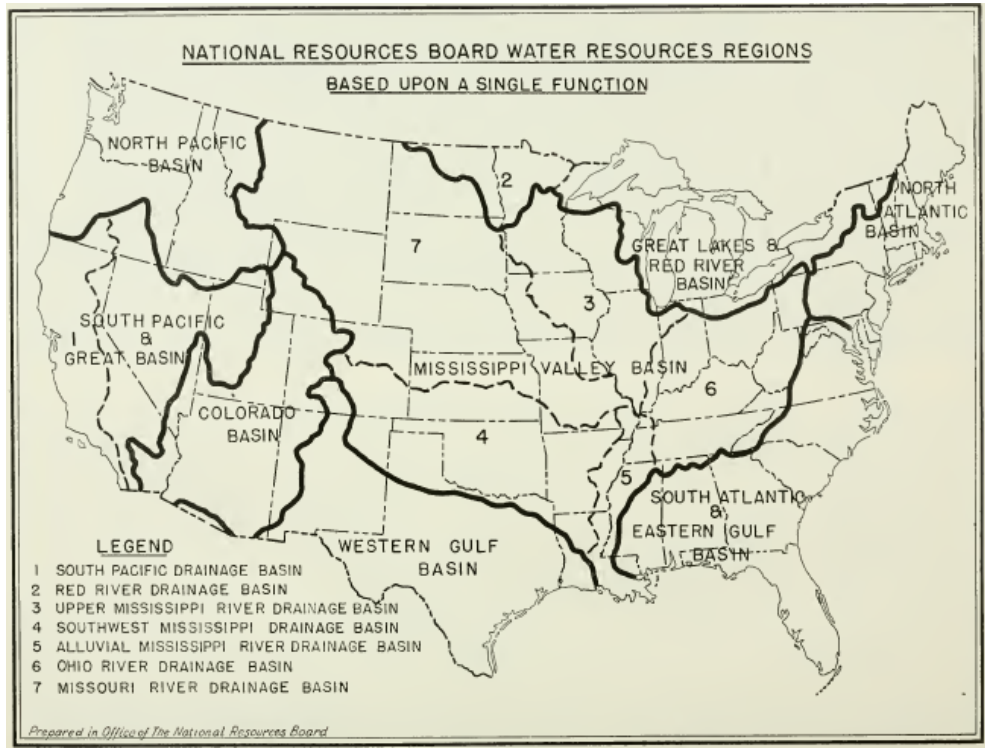 NATIONAL RESOURCES BOARD WATER RESOURCES REGIONS
BASED UPON A SINGLE FUNCTION
NORTH PACIFIC
BASIN
2
NORTH
ATLANTIC
BASIN
7
GREAT LAKES &
RED RIVER
BASIN
3
SOUTH PACIFIC
&
GREAT BASIN
1
MISSISSIPPI VALLEY BASIN
6
COLORADO
BASIN
4
5
SOUTH ATLANTIC
&
EASTERN GULF
BASIN
WESTERN GULF
BASIN
LEGEND
1 SOUTH PACIFIC DRAINAGE BASIN
2 RED RIVER DRAINAGE BASIN
3 UPPER MISSISSIPPI RIVER DRAINAGE BASIN
4 SOUTHWEST MISSISSIPPI DRAINAGE BASIN
5 ALLUVIAL MISSISSIPPI RIVER DRAINAGE BASIN
6 OHIO RIVER DRAINAGE BASIN
7 MISSOURI RIVER DRAINAGE BASIN
Prepared in Office of The National Resources Board